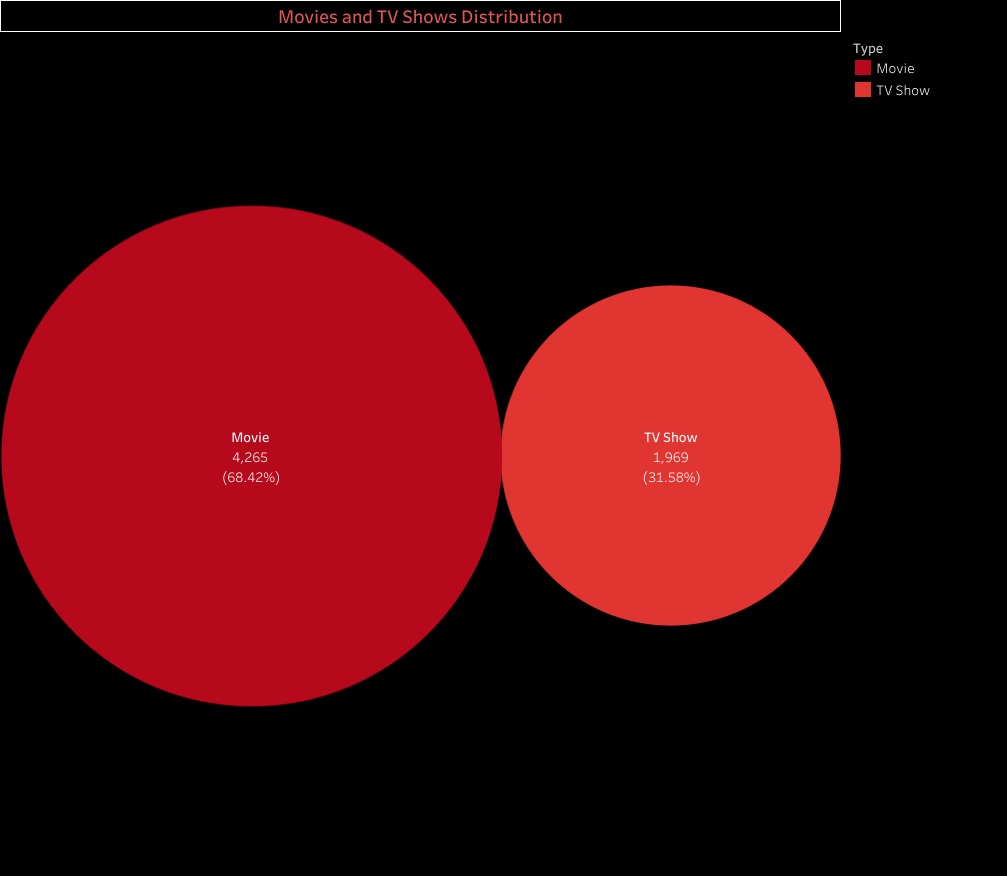 Movies and TV Shows Distribution
Type
Movie
TV Show
Movie
4,265
(68.42%)
TV Show
1,969
(31.58%)